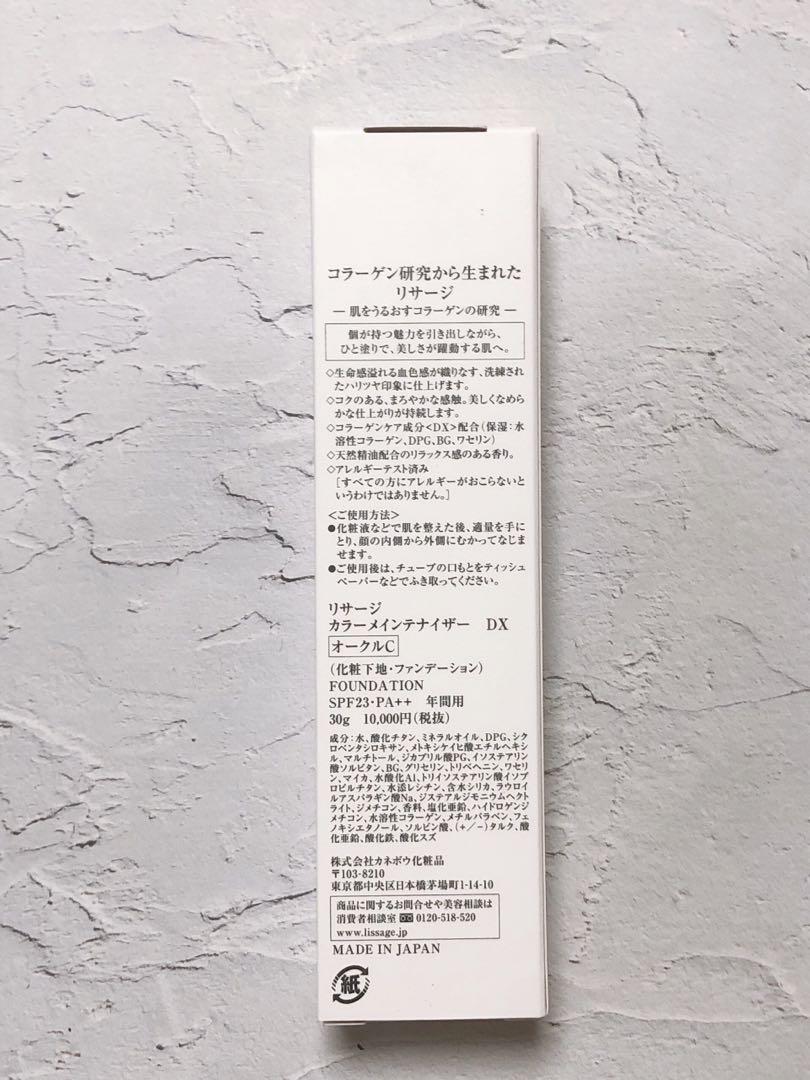 コラーゲン研究から生まれた
リサージ
― 肌をうるおすコラーゲンの研究 ―
個が持つ魅力を引き出しながら、
ひと塗りで、美しさが躍動する肌へ。
◇生命感溢れる血色感が織りなす、洗練され
たハリツヤ印象に仕上げます。
◇コクのある、まろやかな感触。美しくなめら
かな仕上がりが持続します。
◇コラーゲンケア成分<DX>配合(保湿:水
溶性コラーゲン、DPG、BG、ワセリン)
◇天然精油配合のリラックス感のある香り。
◇アレルギーテスト済み
[すべての方にアレルギーがおこらないと
いうわけではありません。]
<ご使用方法>
●化粧液などで肌を整えた後、適量を手に
とり、顔の内側から外側にむかってなじま
せます。
●ご使用後は、チューブの口もとをティッシュ
ペーパーなどでふき取ってください。
リサージ
カラーメインテナイザー DX
オークルC
(化粧下地・ファンデーション)
FOUNDATION
SPF23・PA++ 年間用
30g 10,000円(税抜)
成分:水、酸化チタン、ミネラルオイル、DPG、シク
ロペンタシロキサン、メトキシケイヒ酸エチルヘキシ
ル、マルチトール、ジカプリル酸PG、イソステアリン
酸ソルビタン、BG、グリセリン、トリベヘニン、ワセリ
ン、マイカ、水酸化Al、トリイソステアリン酸イソプ
ロピルチタン、水添レシチン、含水シリカ、ラウロイ
ルアスパラギン酸Na、ジステアルジモニウムヘクト
ライト、ジメチコン、香料、塩化亜鉛、ハイドロゲンジ
メチコン、水溶性コラーゲン、メチルパラベン、フェ
ノキシエタノール、ソルビン酸、(+/−)タルク、酸
化亜鉛、酸化鉄、酸化スズ
株式会社カネボウ化粧品
〒103-8210
東京都中央区日本橋茅場町1-14-10
商品に関するお問合せや美容相談は
消費者相談室 0120-518-520
www.lissage.jp
MADE IN JAPAN
紙